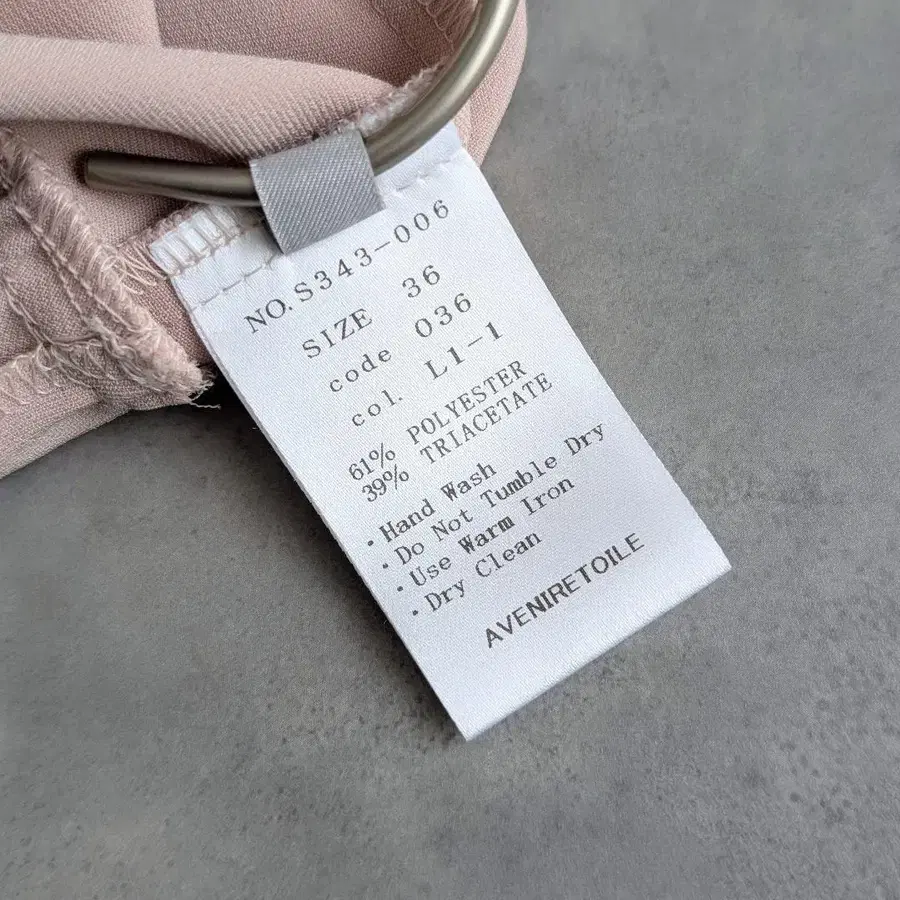 NO.S343-006
SIZE 36
code 036
col. L1-1
61% POLYESTER
39% TRIACETATE
・Hand Wash
・Do Not Tumble Dry
・Use Warm Iron
・Dry Clean
AVENIRETOILE